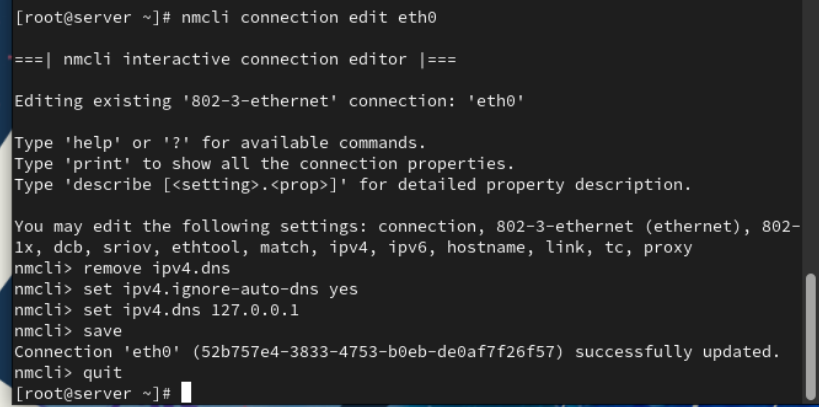 [root@server ~]# nmcli connection edit eth0
===| nmcli interactive connection editor |===
Editing existing '802-3-ethernet' connection: 'eth0'
Type 'help' or '?' for available commands.
Type 'print' to show all the connection properties.
Type 'describe [<setting>.<prop>]' for detailed property description.
You may edit the following settings: connection, 802-3-ethernet (ethernet), 802-
1x, dcb, sriov, ethtool, match, ipv4, ipv6, hostname, link, tc, proxy
nmcli> remove ipv4.dns
nmcli> set ipv4.ignore-auto-dns yes
nmcli> set ipv4.dns 127.0.0.1
nmcli> save
Connection 'eth0' (52b757e4-3833-4753-b0eb-de0af7f26f57) successfully updated.
nmcli> quit
[root@server ~]#